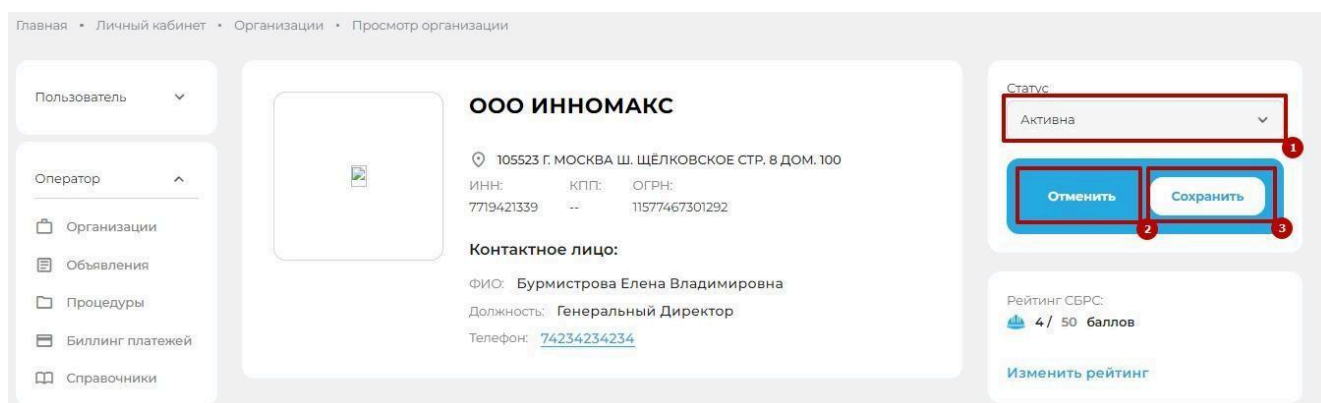 Главная • Личный кабинет • Организации • Просмотр организации
Пользователь
Оператор
Организации
Объявления
Процедуры
Биллинг платежей
Справочники
ООО ИННОМАКС
105523 Г. МОСКВА Ш. ЩЁЛКОВСКОЕ СТР. 8 ДОМ. 100
ИНН: КПП: ОГРН:
7719421339 -- 11577467301292
Контактное лицо:
ФИО: Бурмистрова Елена Владимировна
Должность: Генеральный Директор
Телефон: 74234234234
Статус
Активна
1
Отменить Сохранить
2 3
Рейтинг СБРС:
4 / 50 баллов
Изменить рейтинг